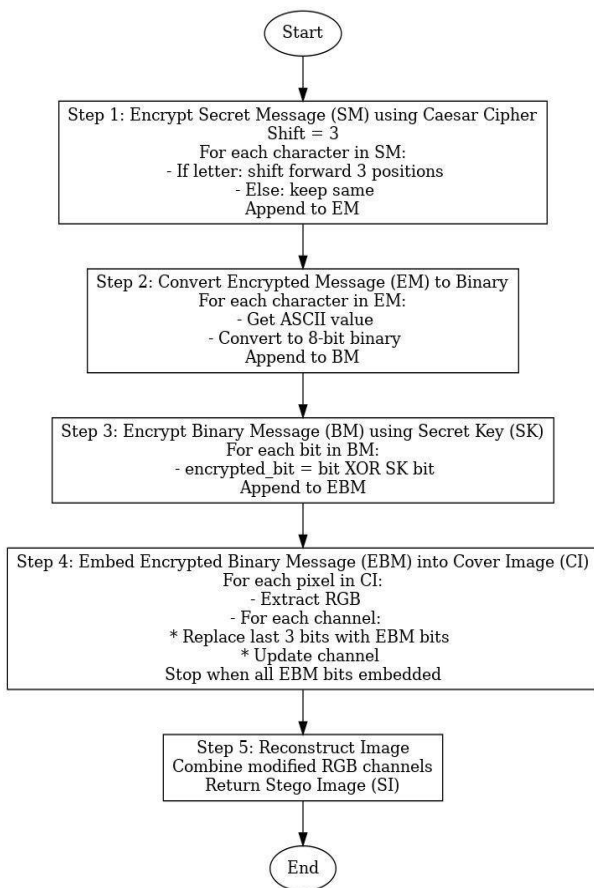 Start
Step 1: Encrypt Secret Message (SM) using Caesar Cipher
Shift = 3
For each character in SM:
- If letter: shift forward 3 positions
- Else: keep same
Append to EM
Step 2: Convert Encrypted Message (EM) to Binary
For each character in EM:
- Get ASCII value
- Convert to 8-bit binary
Append to BM
Step 3: Encrypt Binary Message (BM) using Secret Key (SK)
For each bit in BM:
- encrypted_bit = bit XOR SK bit
Append to EBM
Step 4: Embed Encrypted Binary Message (EBM) into Cover Image (CI)
For each pixel in CI:
- Extract RGB
- For each channel:
* Replace last 3 bits with EBM bits
* Update channel
Stop when all EBM bits embedded
Step 5: Reconstruct Image
Combine modified RGB channels
Return Stego Image (SI)
End